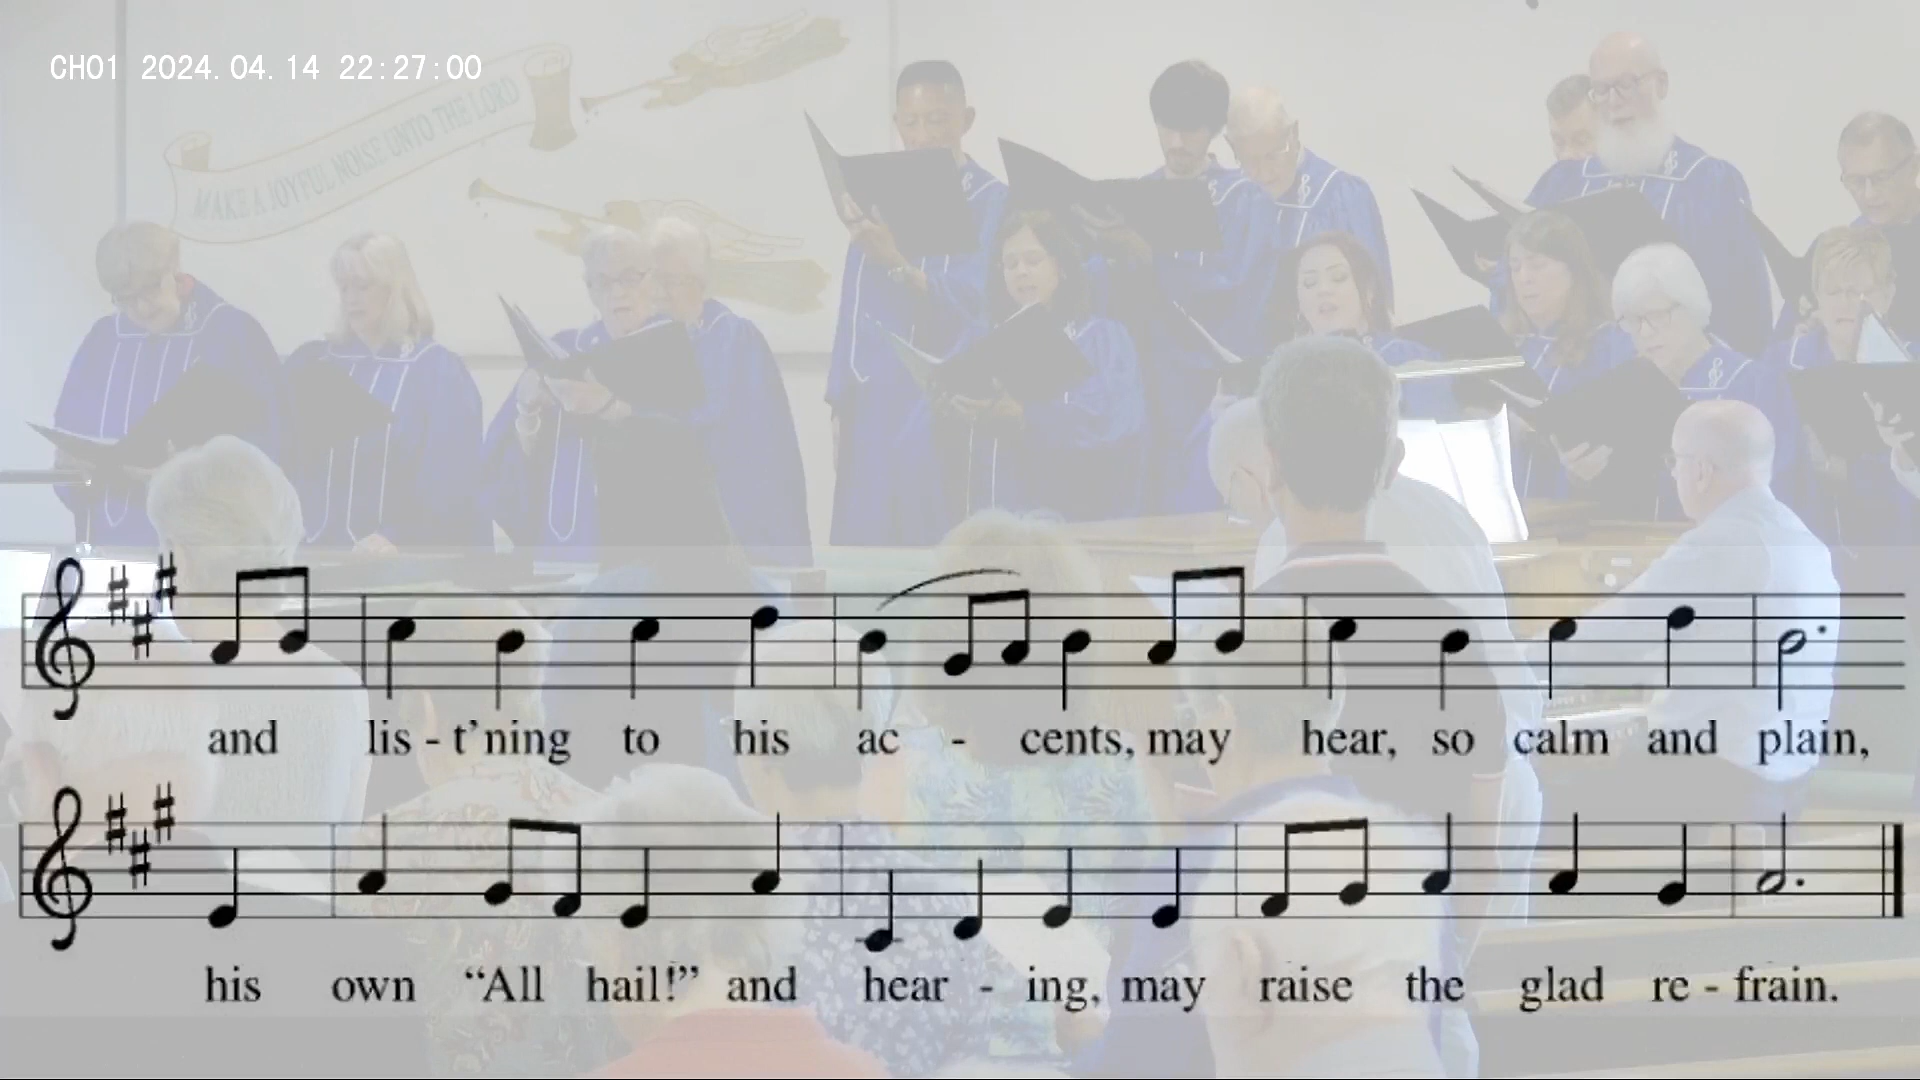 CH01 2024.04.14 22:27:00
MAKE A JOYFUL NOISE UNTO THE LORD
and lis - t’ning to his ac - cents, may hear, so calm and plain,
his own “All hail!” and hear - ing, may raise the glad re - frain.